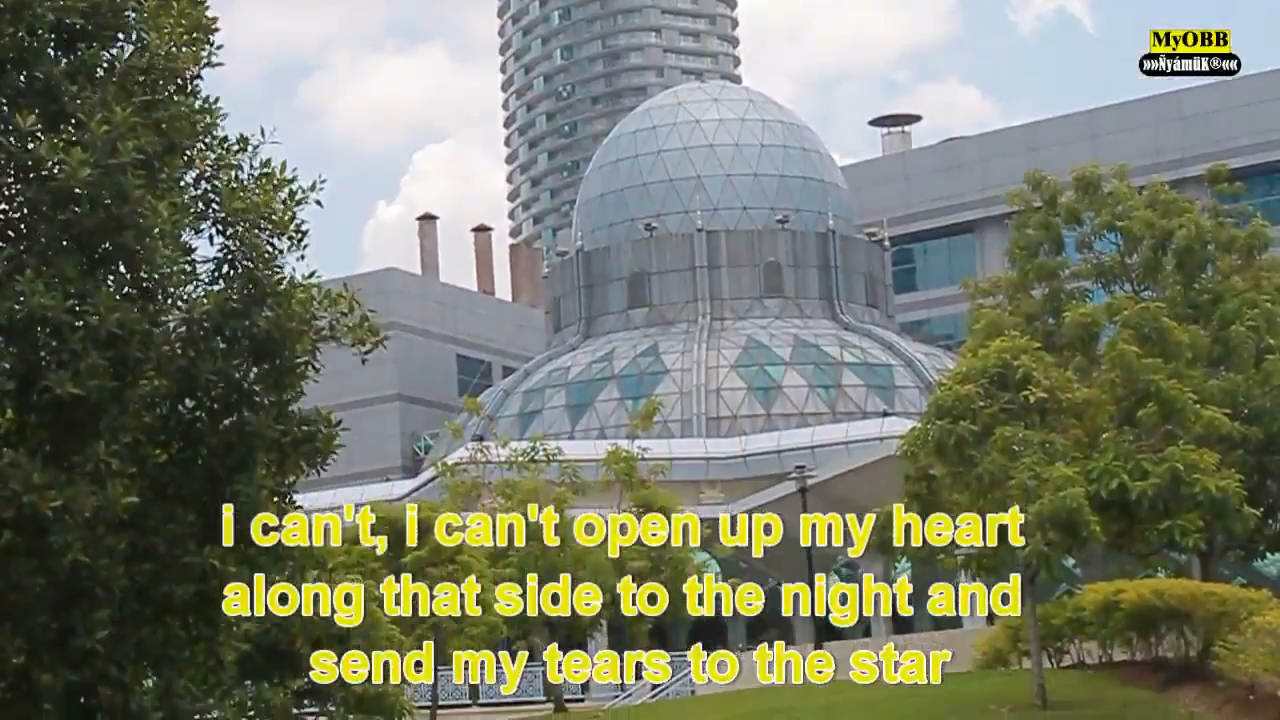 MyOBB
»»ÑyámüK®««
i can't, i can't open up my heart
along that side to the night and
send my tears to the star